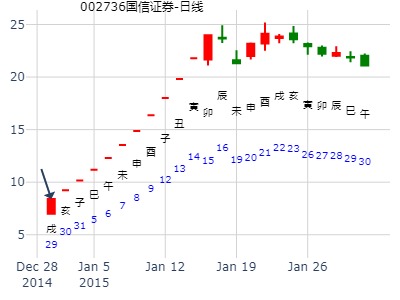 002736国信证券-日线
25
20
15
10
5
戌 亥 子 巳 午 未 申 酉 子 丑 寅 卯 辰 未 申 酉 戌 亥 寅 卯 辰 巳 午
29 30 31 5 6 7 8 9 12 13 14 15 16 19 20 21 22 23 26 27 28 29 30
Dec 28 Jan 5 Jan 12 Jan 19 Jan 26
2014 2015